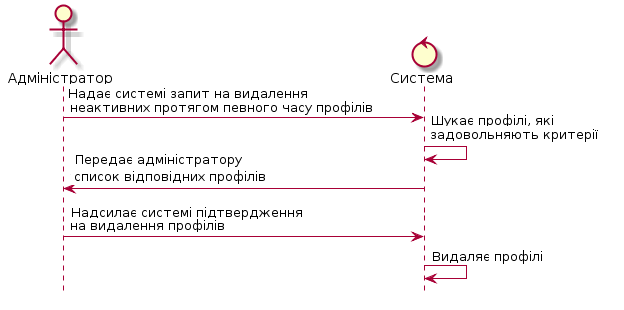 Адміністратор
Система
Надає системі запит на видалення
неактивних протягом певного часу профілів
Шукає профілі, які
задовольняють критерії
Передає адміністратору
список відповідних профілів
Надсилає системі підтвердження
на видалення профілів
Видаляє профілі